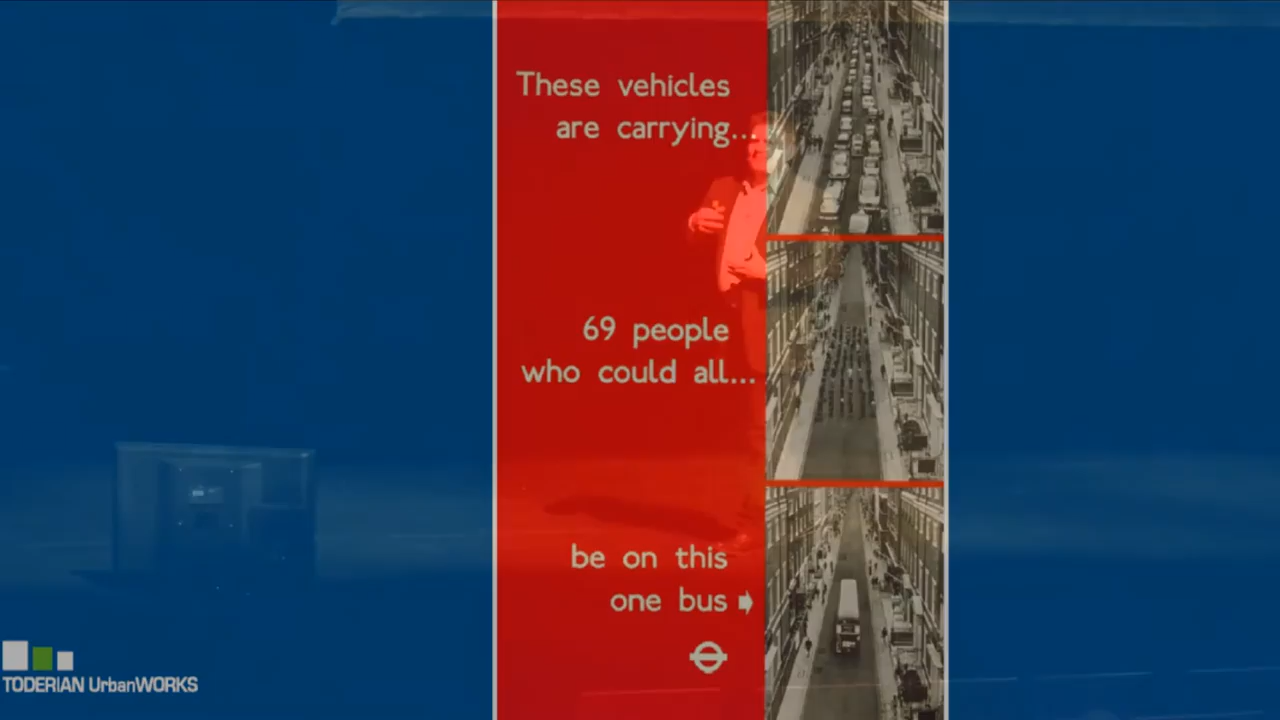 These vehicles
are carrying...
69 people
who could all...
be on this
one bus
TODERIAN UrbanWORKS